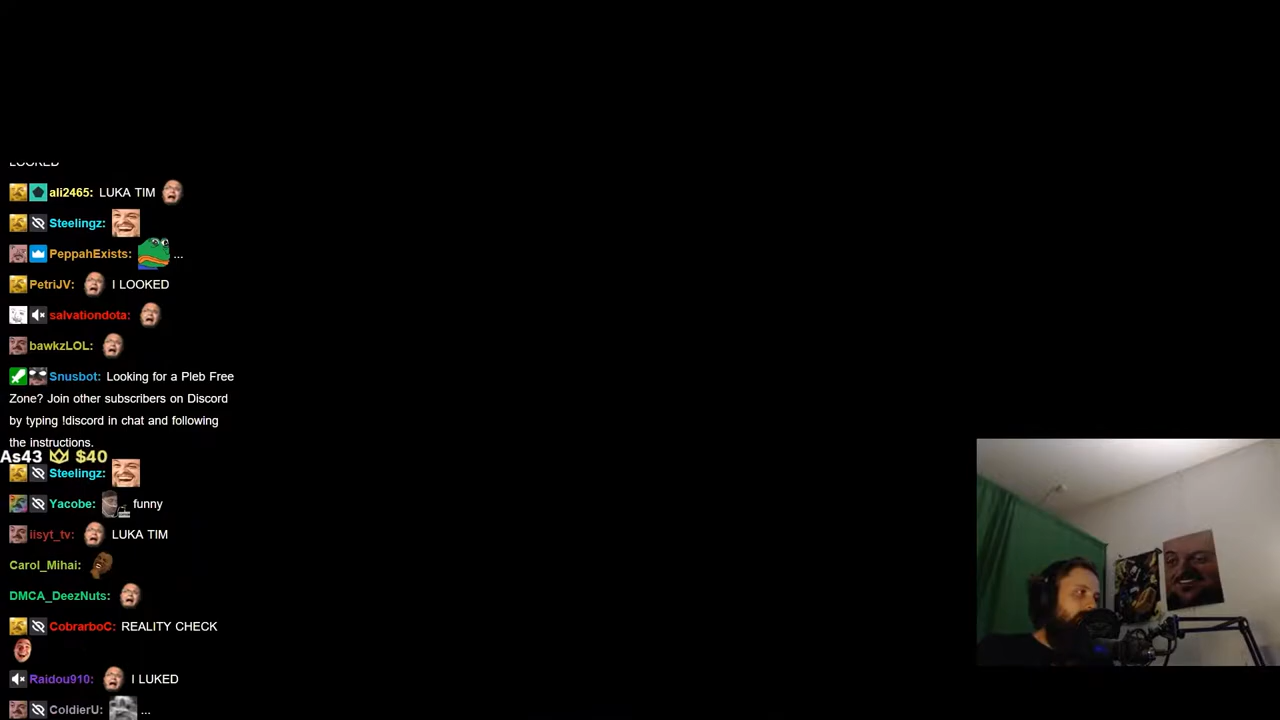 LOOKED
ali2465: LUKA TIM
Steelingz:
PeppahExists: ...
PetriJV: I LOOKED
salvationdota:
bawkzLOL:
Snusbot: Looking for a Pleb Free
Zone? Join other subscribers on Discord
by typing !discord in chat and following
the instructions.
As43 $40
Steelingz:
Yacobe: funny
iisyt_tv: LUKA TIM
Carol_Mihai:
DMCA_DeezNuts:
CobrarboC: REALITY CHECK
Raidou910: I LUKED
ColdierU: ...